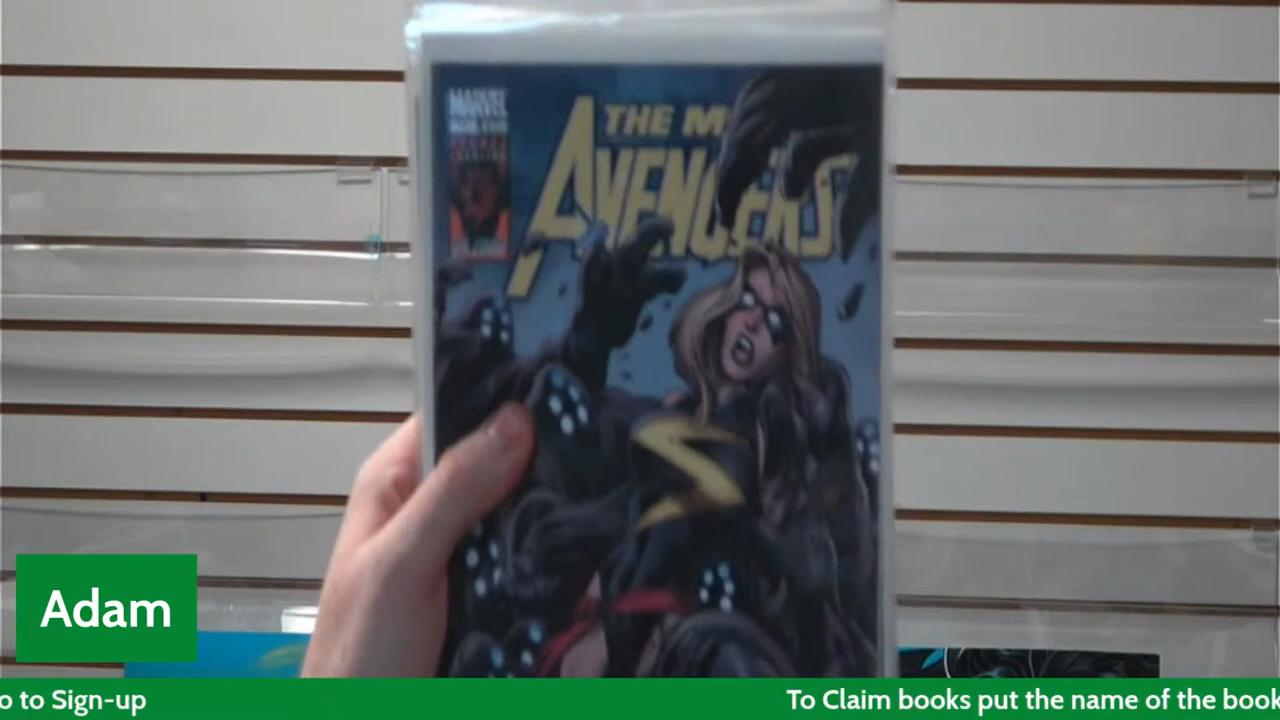 MARVEL
THE M
AVENGERS
Adam
o to Sign-up
To Claim books put the name of the book